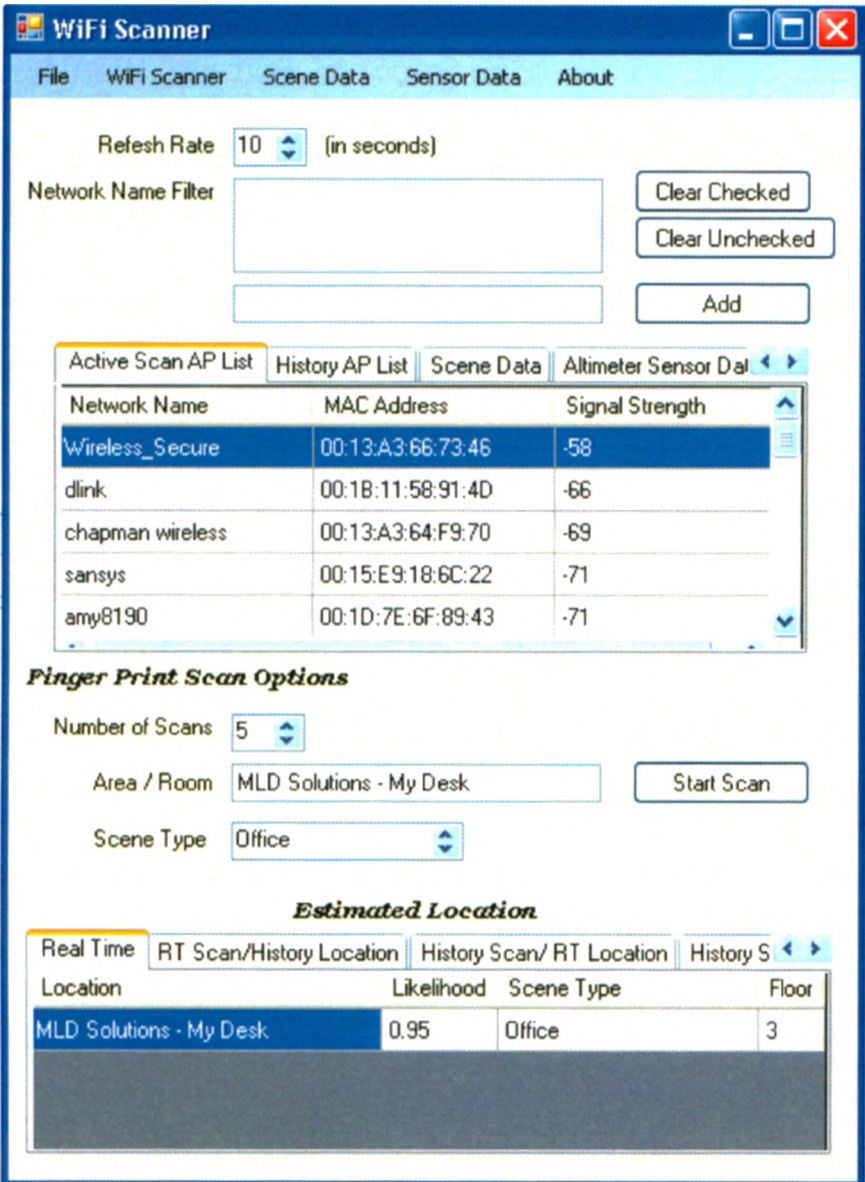 WiFi Scanner
File WiFi Scanner Scene Data Sensor Data About
Refesh Rate 10 (in seconds)
Network Name Filter
Clear Checked
Clear Unchecked
Add
Active Scan AP List History AP List Scene Data Altimeter Sensor Dat
Network Name MAC Address Signal Strength
Wireless_Secure 00:13:A3:66:73:46 -58
dlink 00:1B:11:58:91:4D -66
chapman wireless 00:13:A3:64:F9:70 -69
sansys 00:15:E9:18:6C:22 -71
amy8190 00:1D:7E:6F:89:43 -71
Finger Print Scan Options
Number of Scans 5
Area / Room MLD Solutions - My Desk Start Scan
Scene Type Office
Estimated Location
Real Time RT Scan/History Location History Scan/ RT Location History S
Location Likelihood Scene Type Floor
MLD Solutions - My Desk 0.95 Office 3